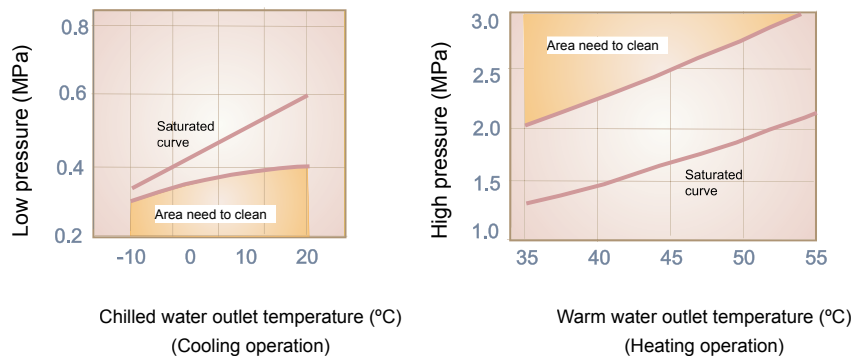 Low pressure (MPa)
0.8
0.6
0.4
0.2
Saturated
curve
Area need to clean
-10 0 10 20
Chilled water outlet temperature (ºC)
(Cooling operation)
High pressure (MPa)
3.0
2.5
2.0
1.5
1.0
Area need to clean
Saturated
curve
35 40 45 50 55
Warm water outlet temperature (ºC)
(Heating operation)